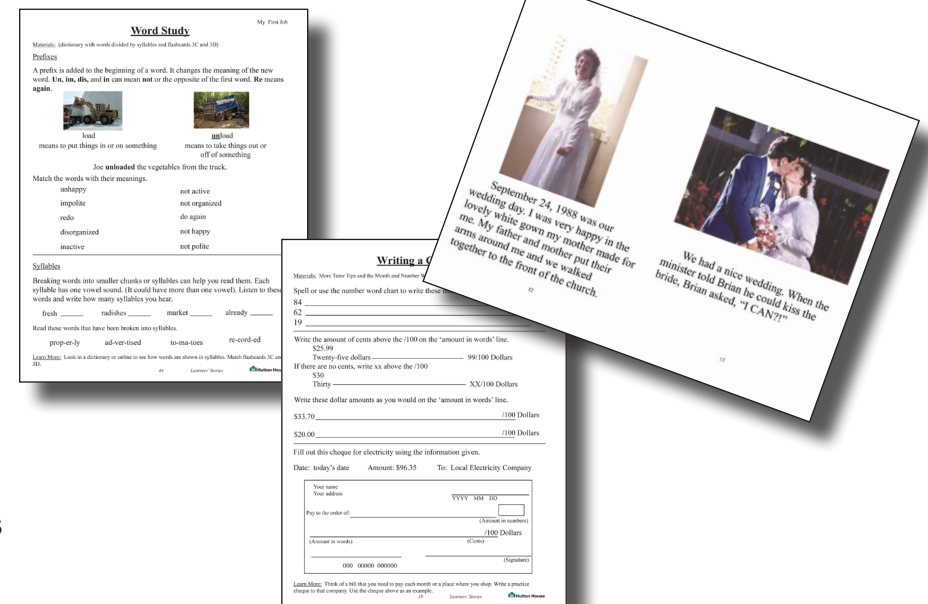 My First Job
Word Study
Materials: (dictionary with words divided by syllables and flashcards 3C and 3D)
Prefixes
A prefix is added to the beginning of a word. It changes the meaning of the new
word. Un, im, dis, and in can mean not or the opposite of the first word. Re means
again.
load
unload
means to put things in or on something
means to take things out or
off of something
Joe unloaded the vegetables from the truck.
Match the words with their meanings.
unhappy not active
impolite not organized
redo do again
disorganized not happy
inactive not polite
Syllables
Breaking words into smaller chunks or syllables can help you read them. Each
syllable has one vowel sound. (It could have more than one vowel). Listen to these
words and write how many syllables you hear.
fresh ______ radishes ______ market ______ already ______
Read these words that have been broken into syllables.
prop-er-ly ad-ver-tised to-ma-toes re-cord-ed
Learn More: Look in a dictionary or online to see how words are shown in syllables. Match flashcards 3C
3D.
44 Learners' Stories Hutton
Writing a
Materials: More Tutor Tips and the Month and Number
Spell or use the number word chart to write these
84
62
19
Write the amount of cents above the /100 on the 'amount in words' line.
$25.99
Twenty-five dollars 99/100 Dollars
If there are no cents, write xx above the /100
$30
Thirty XX/100 Dollars
Write these dollar amounts as you would on the 'amount in words' line.
$33.70 /100 Dollars
$20.00 /100 Dollars
Fill out this cheque for electricity using the information given.
Date: today's date Amount: $96.35 To: Local Electricity Company
Your name
Your address
YYYY MM DD
Pay to the order of:
(Amount in numbers)
/100 Dollars
(Amount in words) (Cents)
(Signature)
000 00000 000000
Learn More: Think of a bill that you need to pay each month or a place where you shop. Write a practice
cheque to that company. Use the cheque above as an example.
19 Learners' Stories Hutton House
September 24, 1988 was our
wedding day. I was very happy in the
lovely white gown my mother made for
me. My father and mother put their
arms around me and we walked
together to the front of the church.
52
We had a nice wedding. When the
minister told Brian he could kiss the
bride, Brian asked, "I CAN?!"
53